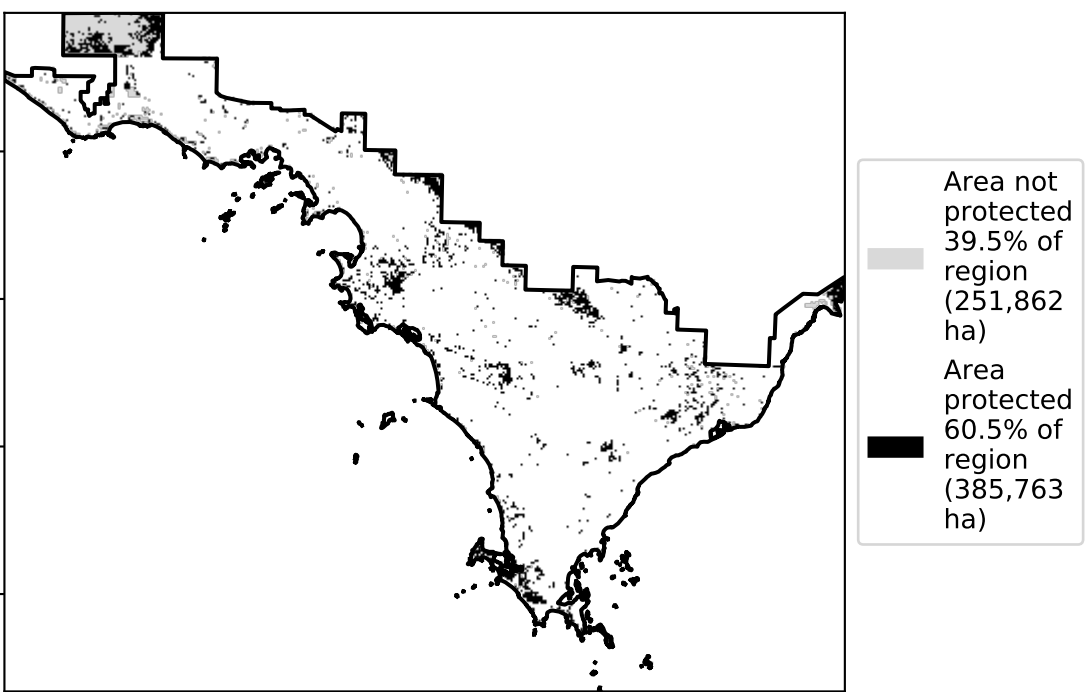 Area not
protected
39.5% of
region
(251,862
ha)
Area
protected
60.5% of
region
(385,763
ha)